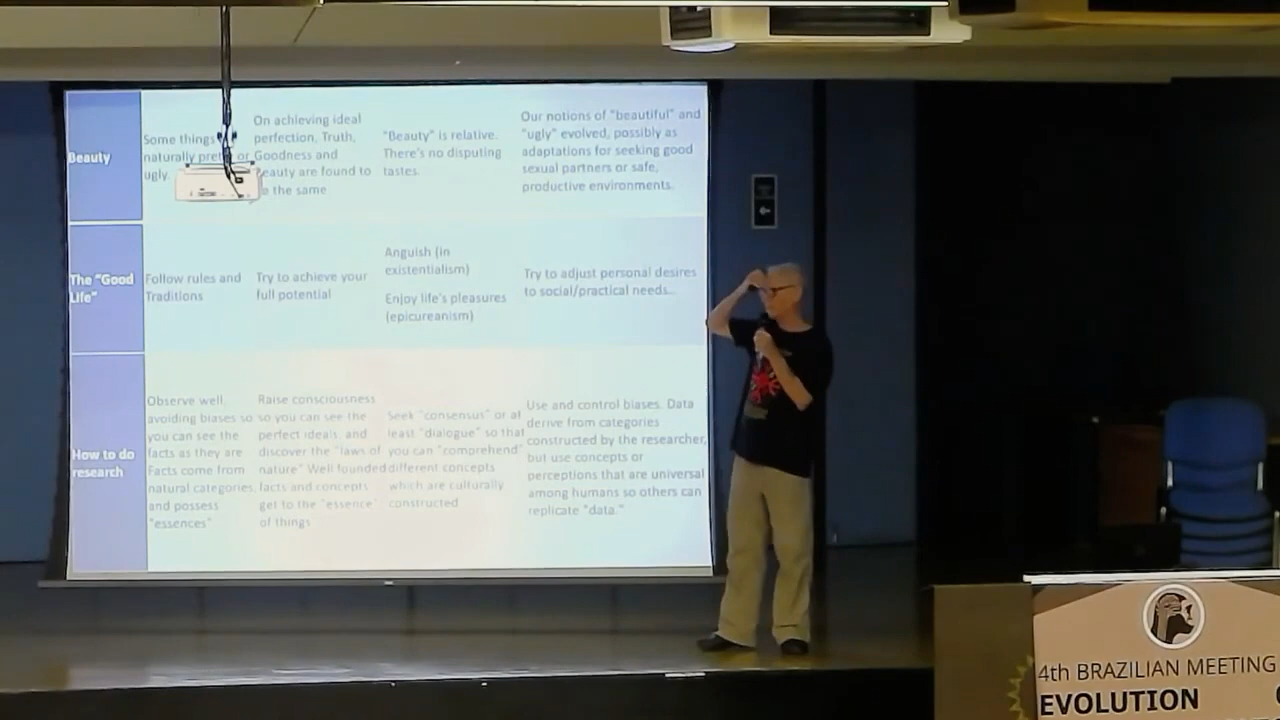 Beauty
Some things
naturally pretty or
ugly.
On achieving ideal
perfection, Truth,
Goodness and
Beauty are found to
be the same
"Beauty" is relative.
There's no disputing
tastes.
Our notions of "beautiful" and
"ugly" evolved, possibly as
adaptations for seeking good
sexual partners or safe,
productive environments.
The "Good
Life"
Follow rules and
Traditions
Try to achieve your
full potential
Anguish (in
existentialism)
Enjoy life's pleasures
(epicureanism)
Try to adjust personal desires
to social/practical needs..
How to do
research
Observe well,
avoiding biases so
you can see the
facts as they are
Facts come from
natural categories,
and possess
"essences"
Raise consciousness
so you can see the
perfect ideals, and
discover the "laws of
nature" Well founded
facts and concepts
get to the "essence"
of things
Seek "consensus" or at
least "dialogue" so that
you can "comprehend"
different concepts
which are culturally
constructed
Use and control biases. Data
derive from categories
constructed by the researcher,
but use concepts or
perceptions that are universal
among humans so others can
replicate "data."
4th BRAZILIAN MEETING
EVOLUTION